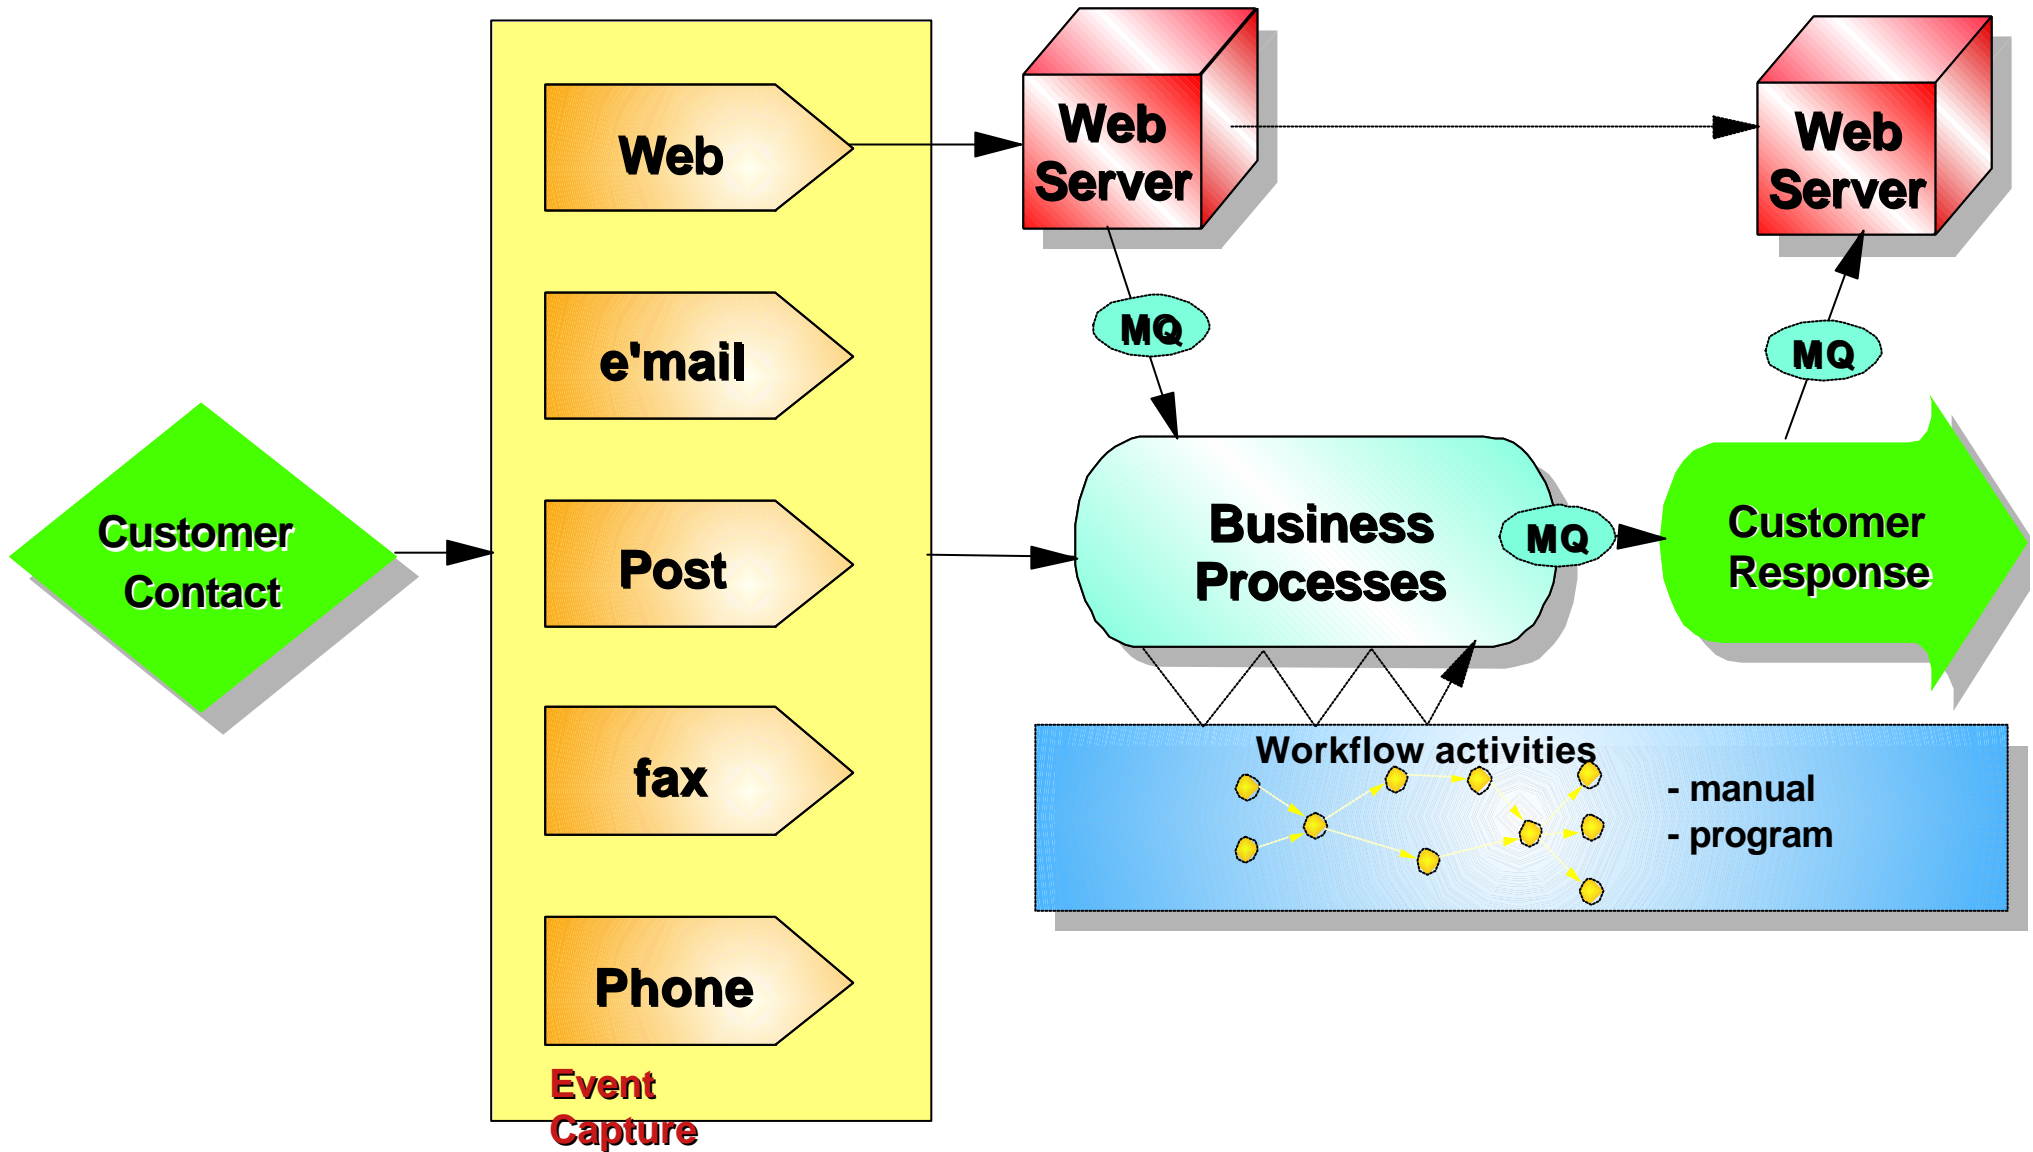 Customer
Contact
Web
e'mail
Post
fax
Phone
Event
Capture
Web
Server
MQ
Business
Processes
MQ
Customer
Response
MQ
Web
Server
Workflow activities
- manual
- program